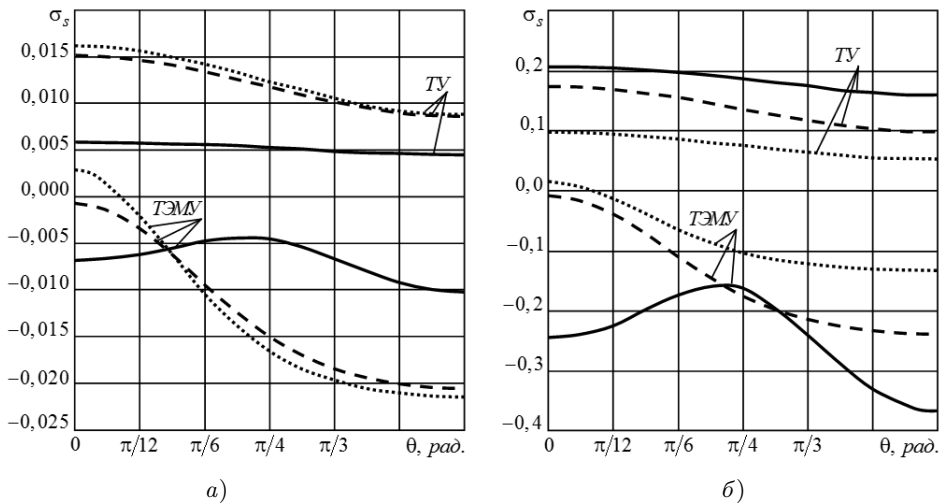 σs
0,015
0,010
0,005
0,000
−0,005
−0,010
−0,015
−0,020
−0,025
ТУ
ТЭМУ
0 π/12 π/6 π/4 π/3 θ, рад.
а)
σs
0,2
0,1
0,0
−0,1
−0,2
−0,3
−0,4
ТУ
ТЭМУ
0 π/12 π/6 π/4 π/3 θ, рад.
б)